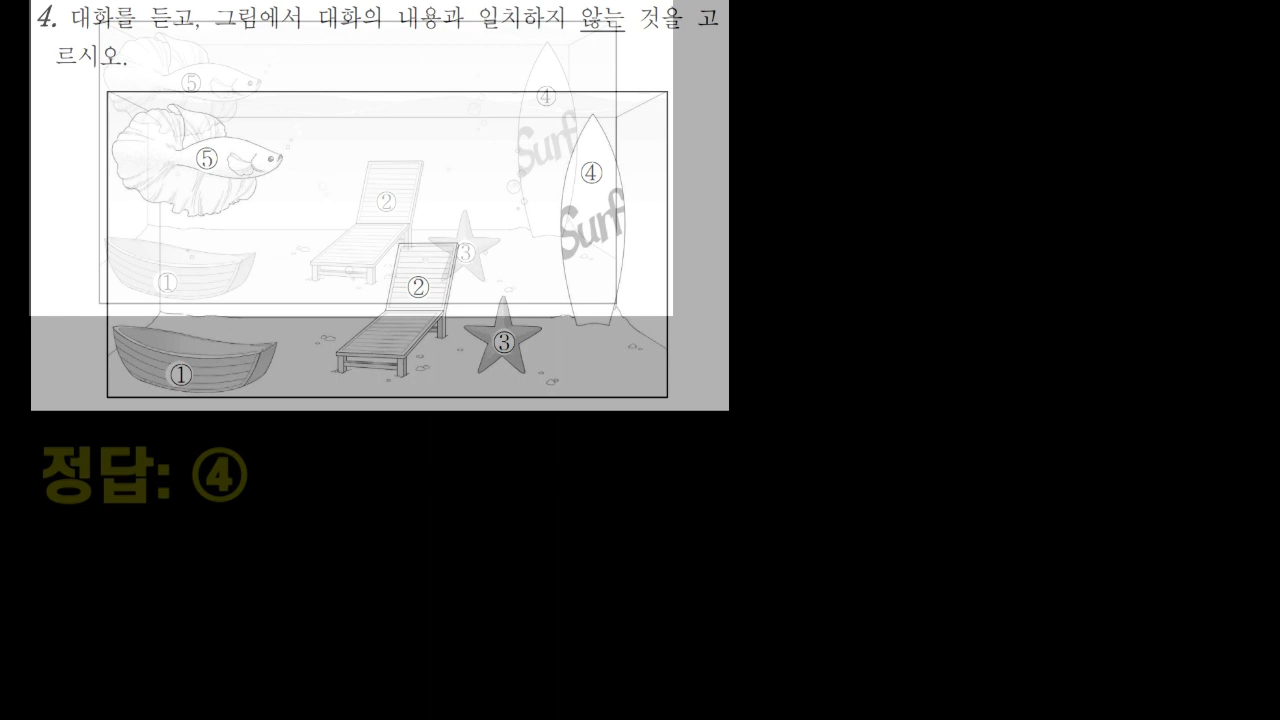 4. 대화를 듣고, 그림에서 대화의 내용과 일치하지 않는 것을 고
르시오.
⑤
④
⑤
④
Surf
②
Surf
③
①
②
③
①
정답: ④